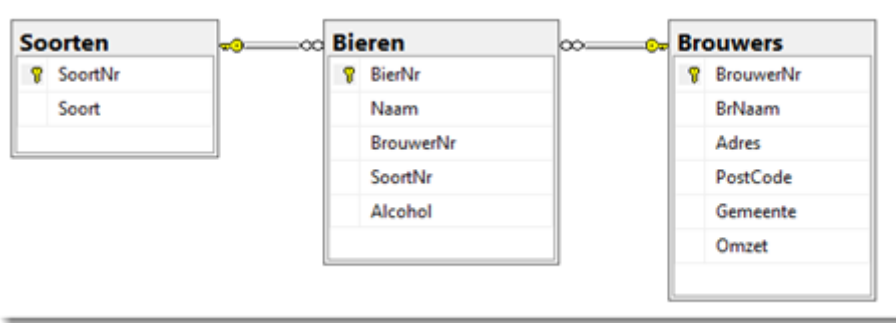 Soorten
SoortNr
Soort
Bieren
BierNr
Naam
BrouwerNr
SoortNr
Alcohol
Brouwers
BrouwerNr
BrNaam
Adres
PostCode
Gemeente
Omzet